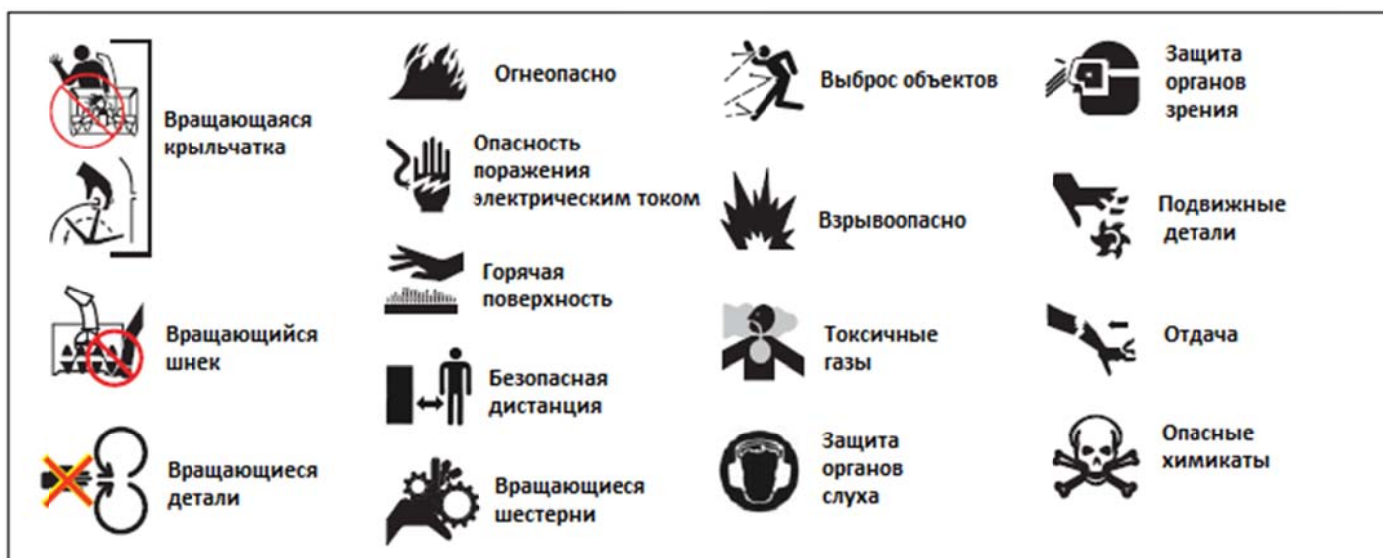 Вращающаяся
крыльчатка
Вращающийся
шнек
Вращающиеся
детали
Огнеопасно
Опасность
поражения
электрическим током
Горячая
поверхность
Безопасная
дистанция
Вращающиеся
шестерни
Выброс объектов
Взрывоопасно
Токсичные
газы
Защита
органов
слуха
Защита
органов
зрения
Подвижные
детали
Отдача
Опасные
химикаты